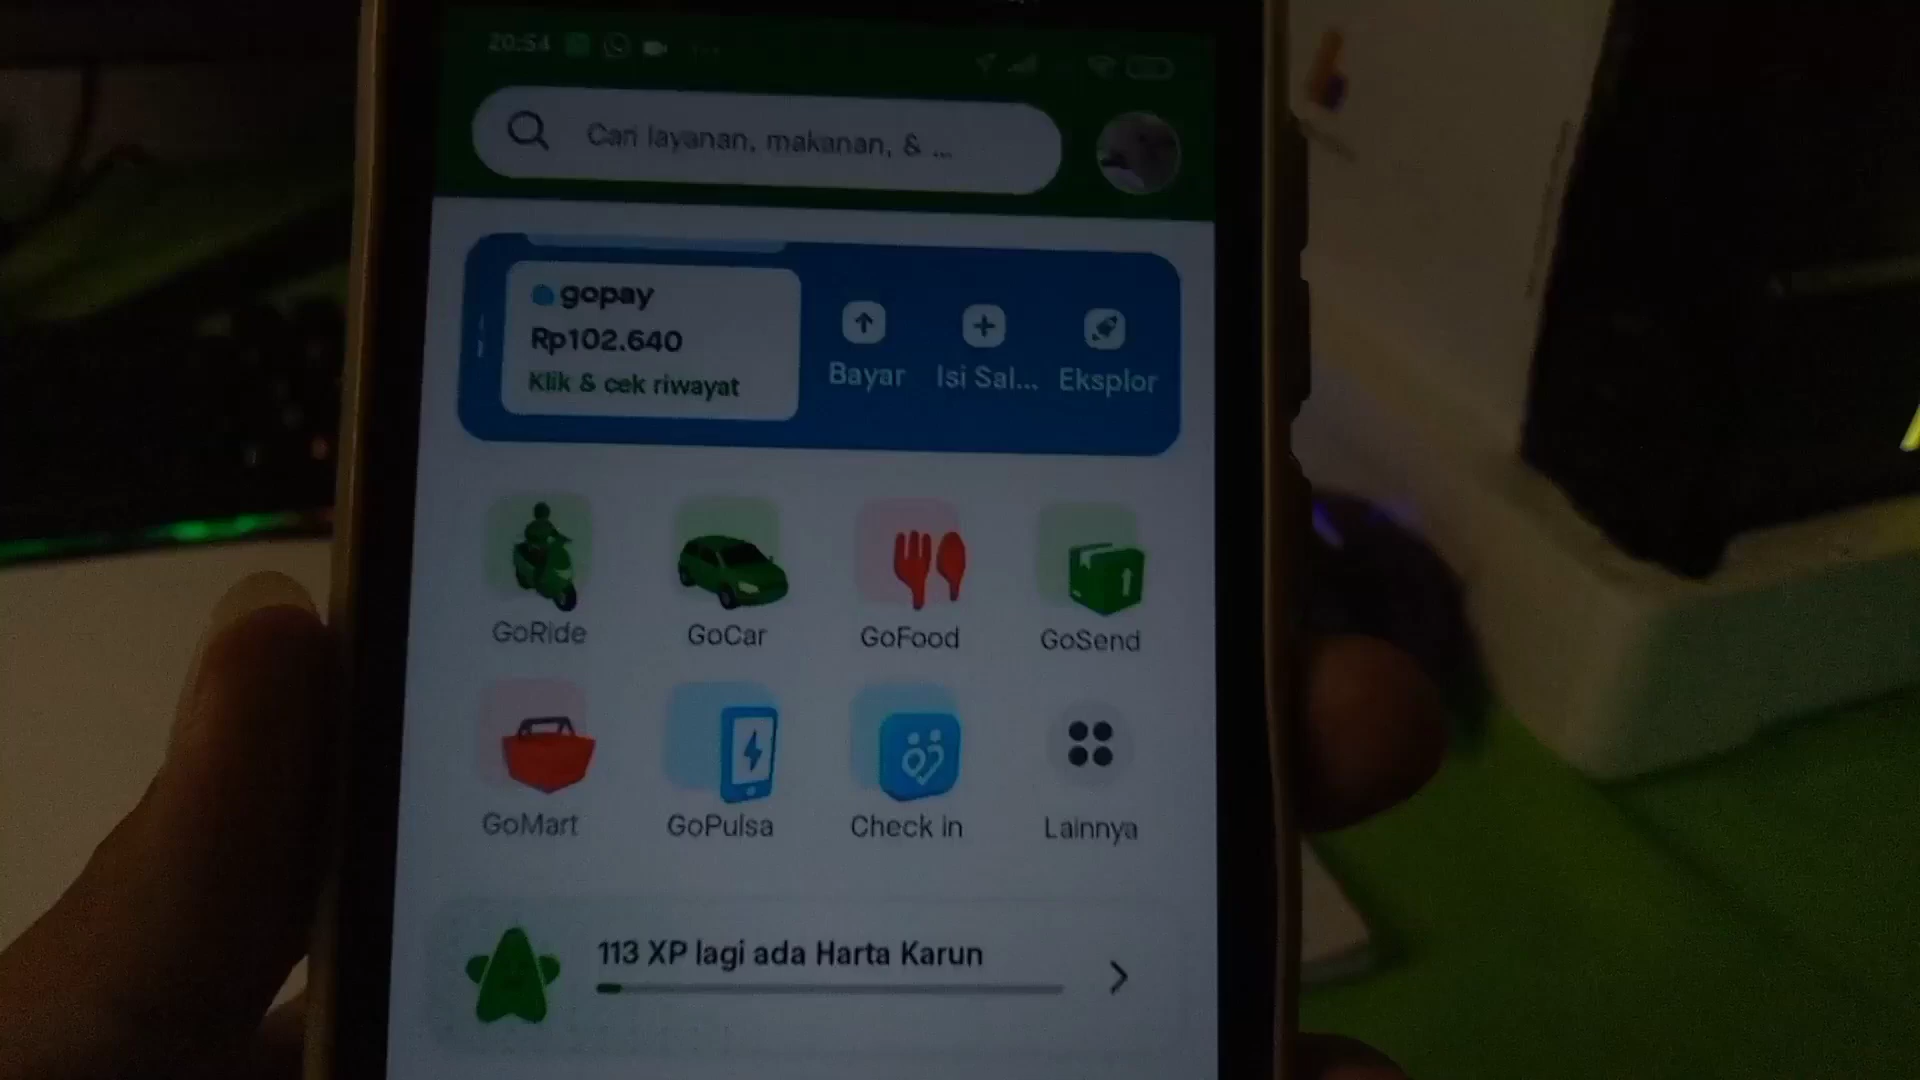 20:54
Cari layanan, makanan, & ...
gopay
Rp102.640
Klik & cek riwayat
Bayar
Isi Sal...
Eksplor
GoRide
GoCar
GoFood
GoSend
GoMart
GoPulsa
Check in
Lainnya
113 XP lagi ada Harta Karun